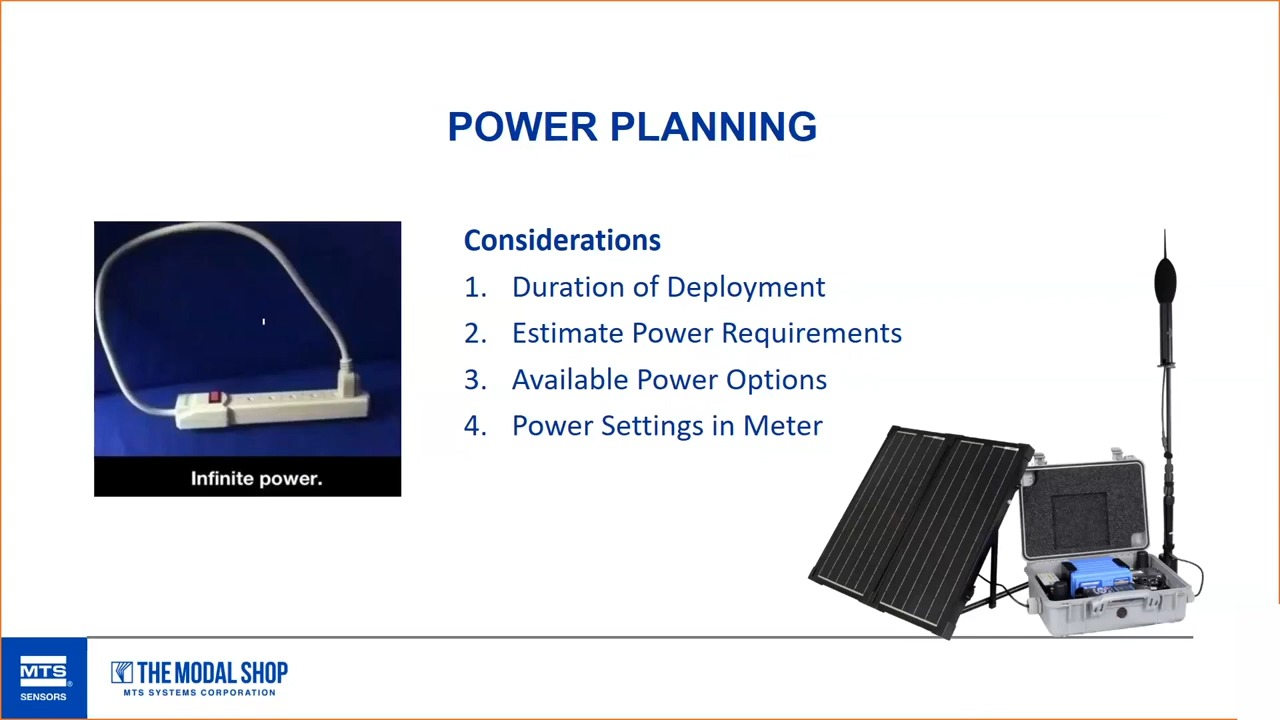 POWER PLANNING
Considerations
1. Duration of Deployment
2. Estimate Power Requirements
3. Available Power Options
4. Power Settings in Meter
Infinite power.
MTS
SENSORS
THE MODAL SHOP
MTS SYSTEMS CORPORATION